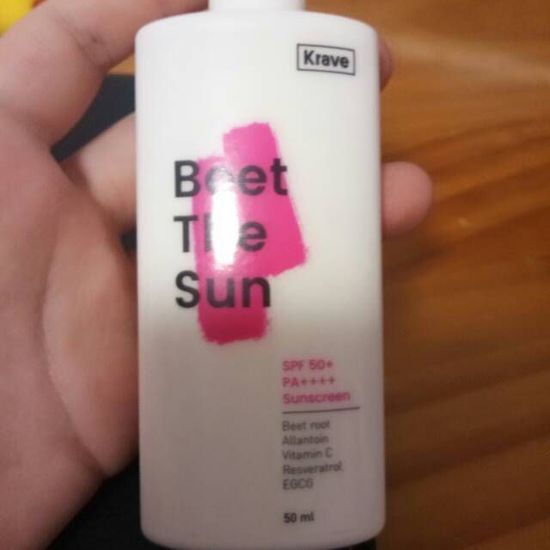 Krave
Beet
The
Sun
SPF 50+
PA++++
Sunscreen
Beet root
Allantoin
Vitamin C
Resveratrol
EGCG
50 ml